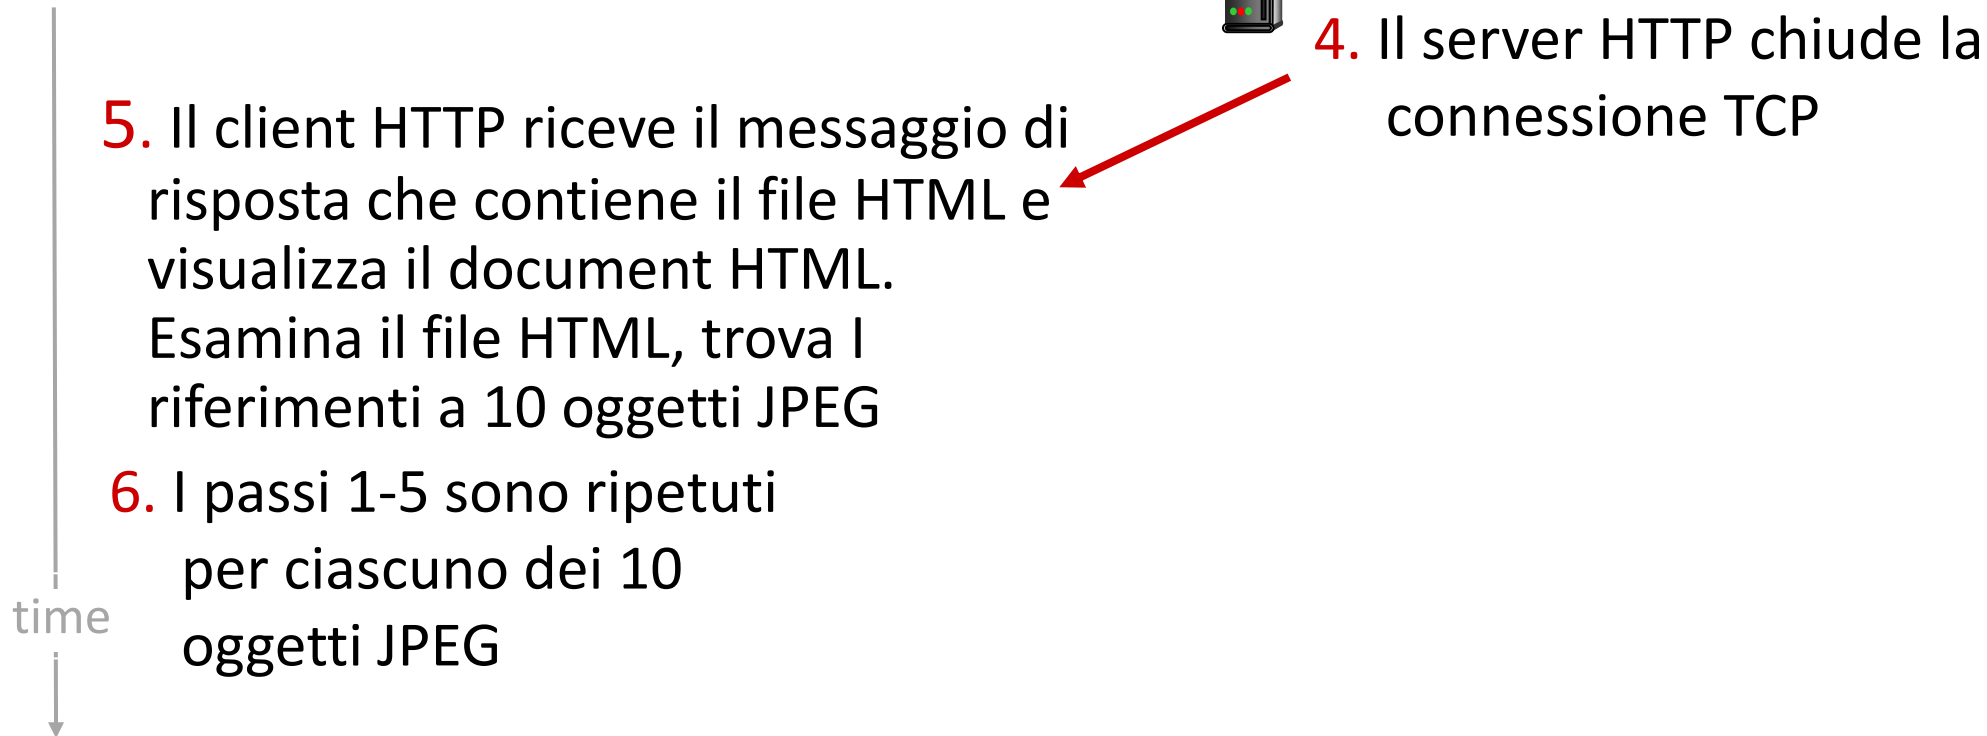 4. Il server HTTP chiude la
connessione TCP
5. Il client HTTP riceve il messaggio di
risposta che contiene il file HTML e
visualizza il document HTML.
Esamina il file HTML, trova I
riferimenti a 10 oggetti JPEG
6. I passi 1-5 sono ripetuti
per ciascuno dei 10
oggetti JPEG
time